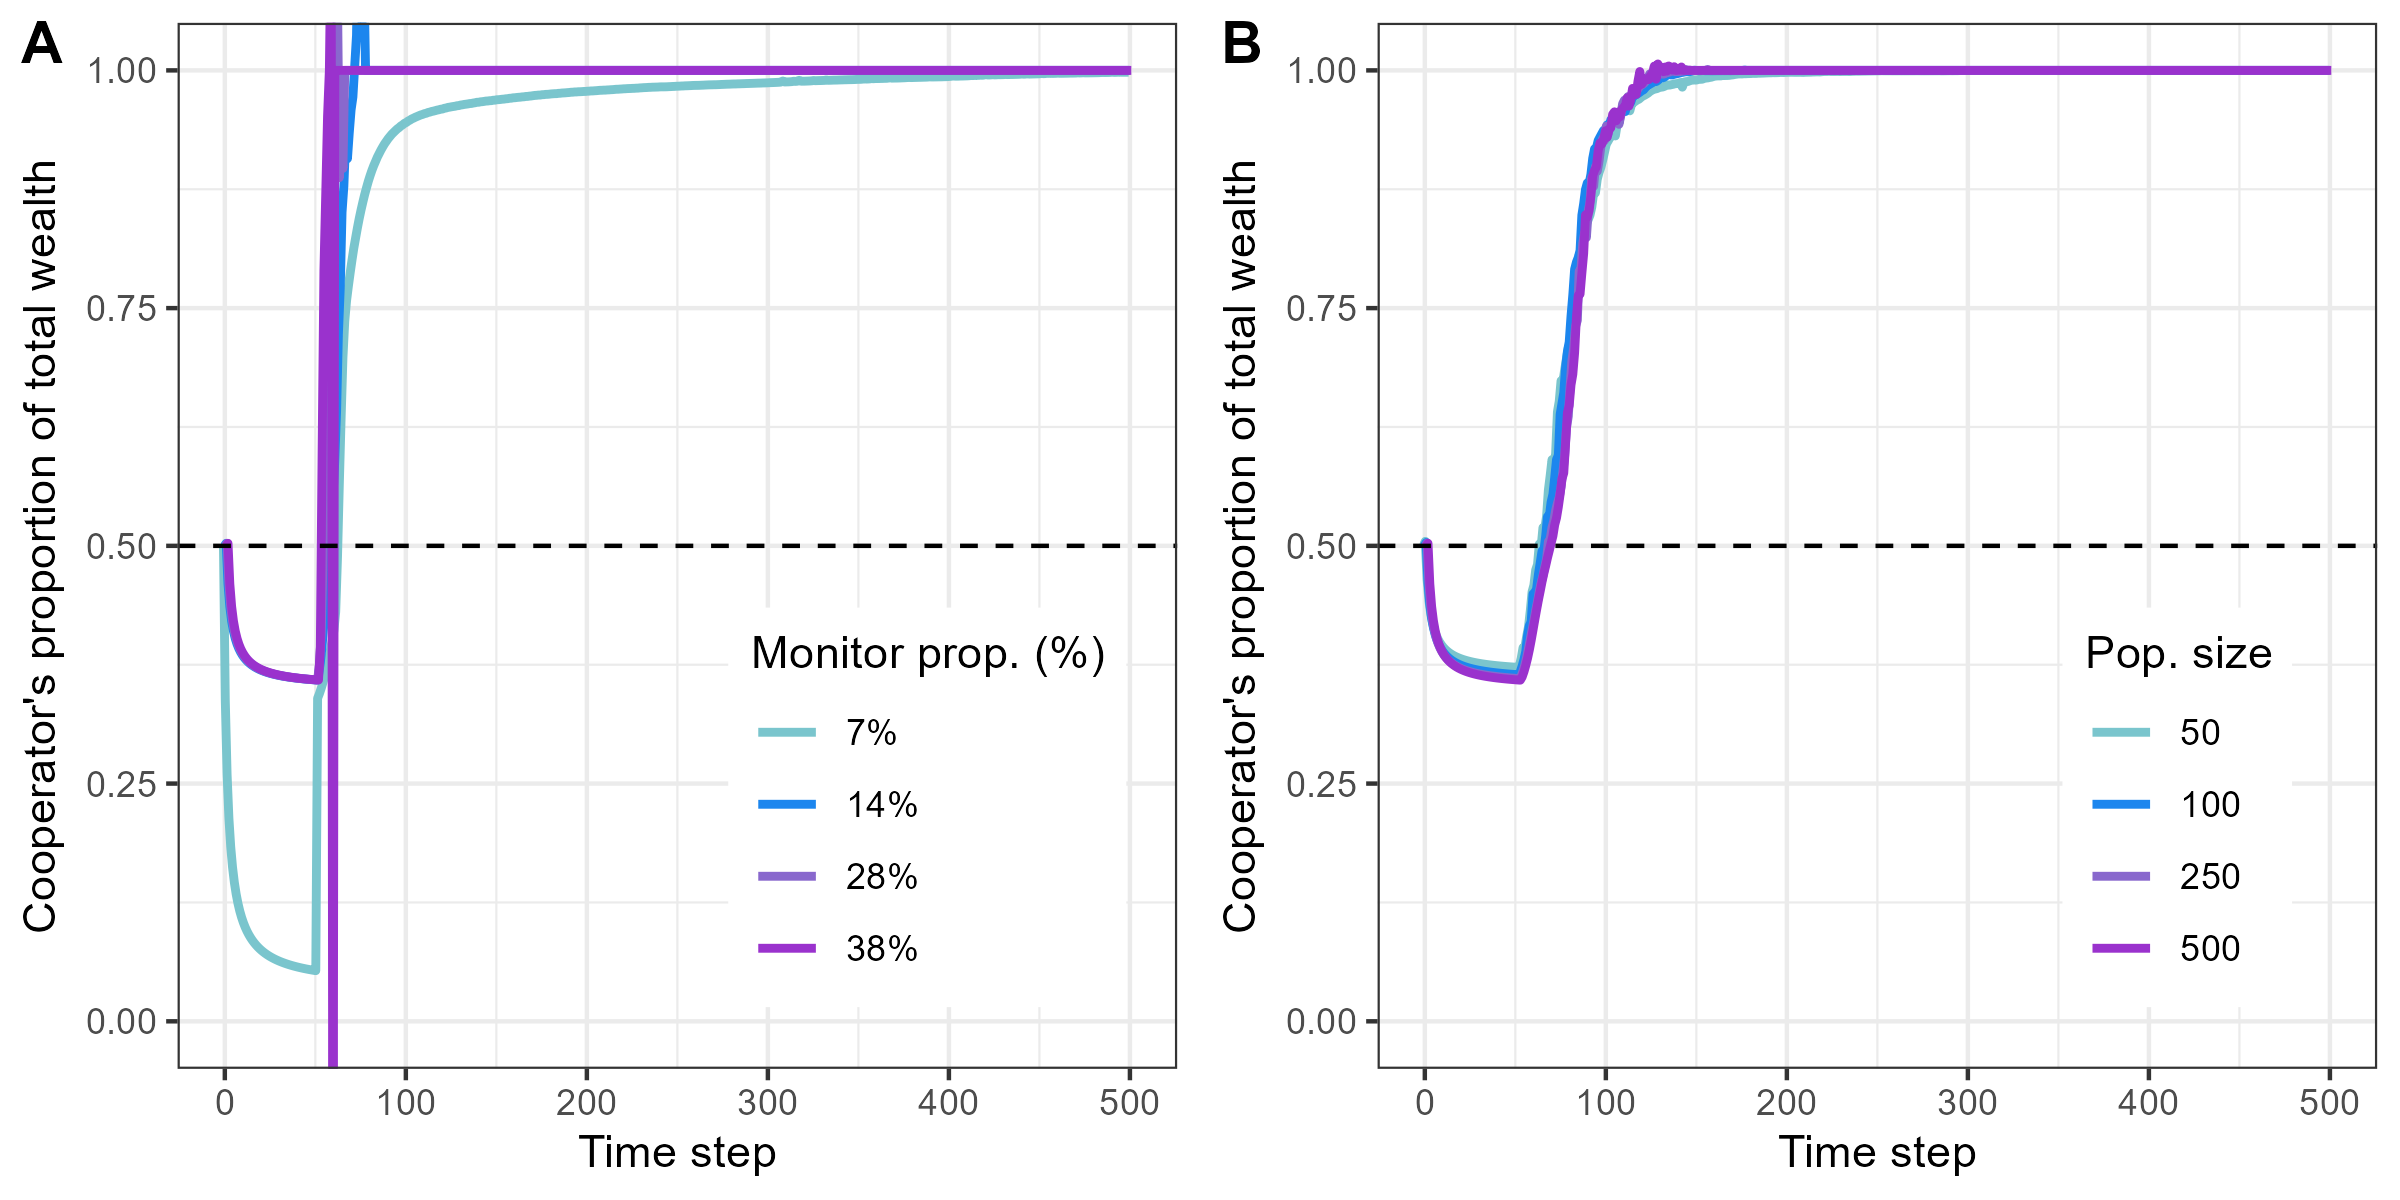 A
Cooperator's proportion of total wealth
1.00
0.75
0.50
0.25
0.00
Monitor prop. (%)
7%
14%
28%
38%
0 100 200 300 400 500
Time step
B
Cooperator's proportion of total wealth
1.00
0.75
0.50
0.25
0.00
Pop. size
50
100
250
500
0 100 200 300 400 500
Time step